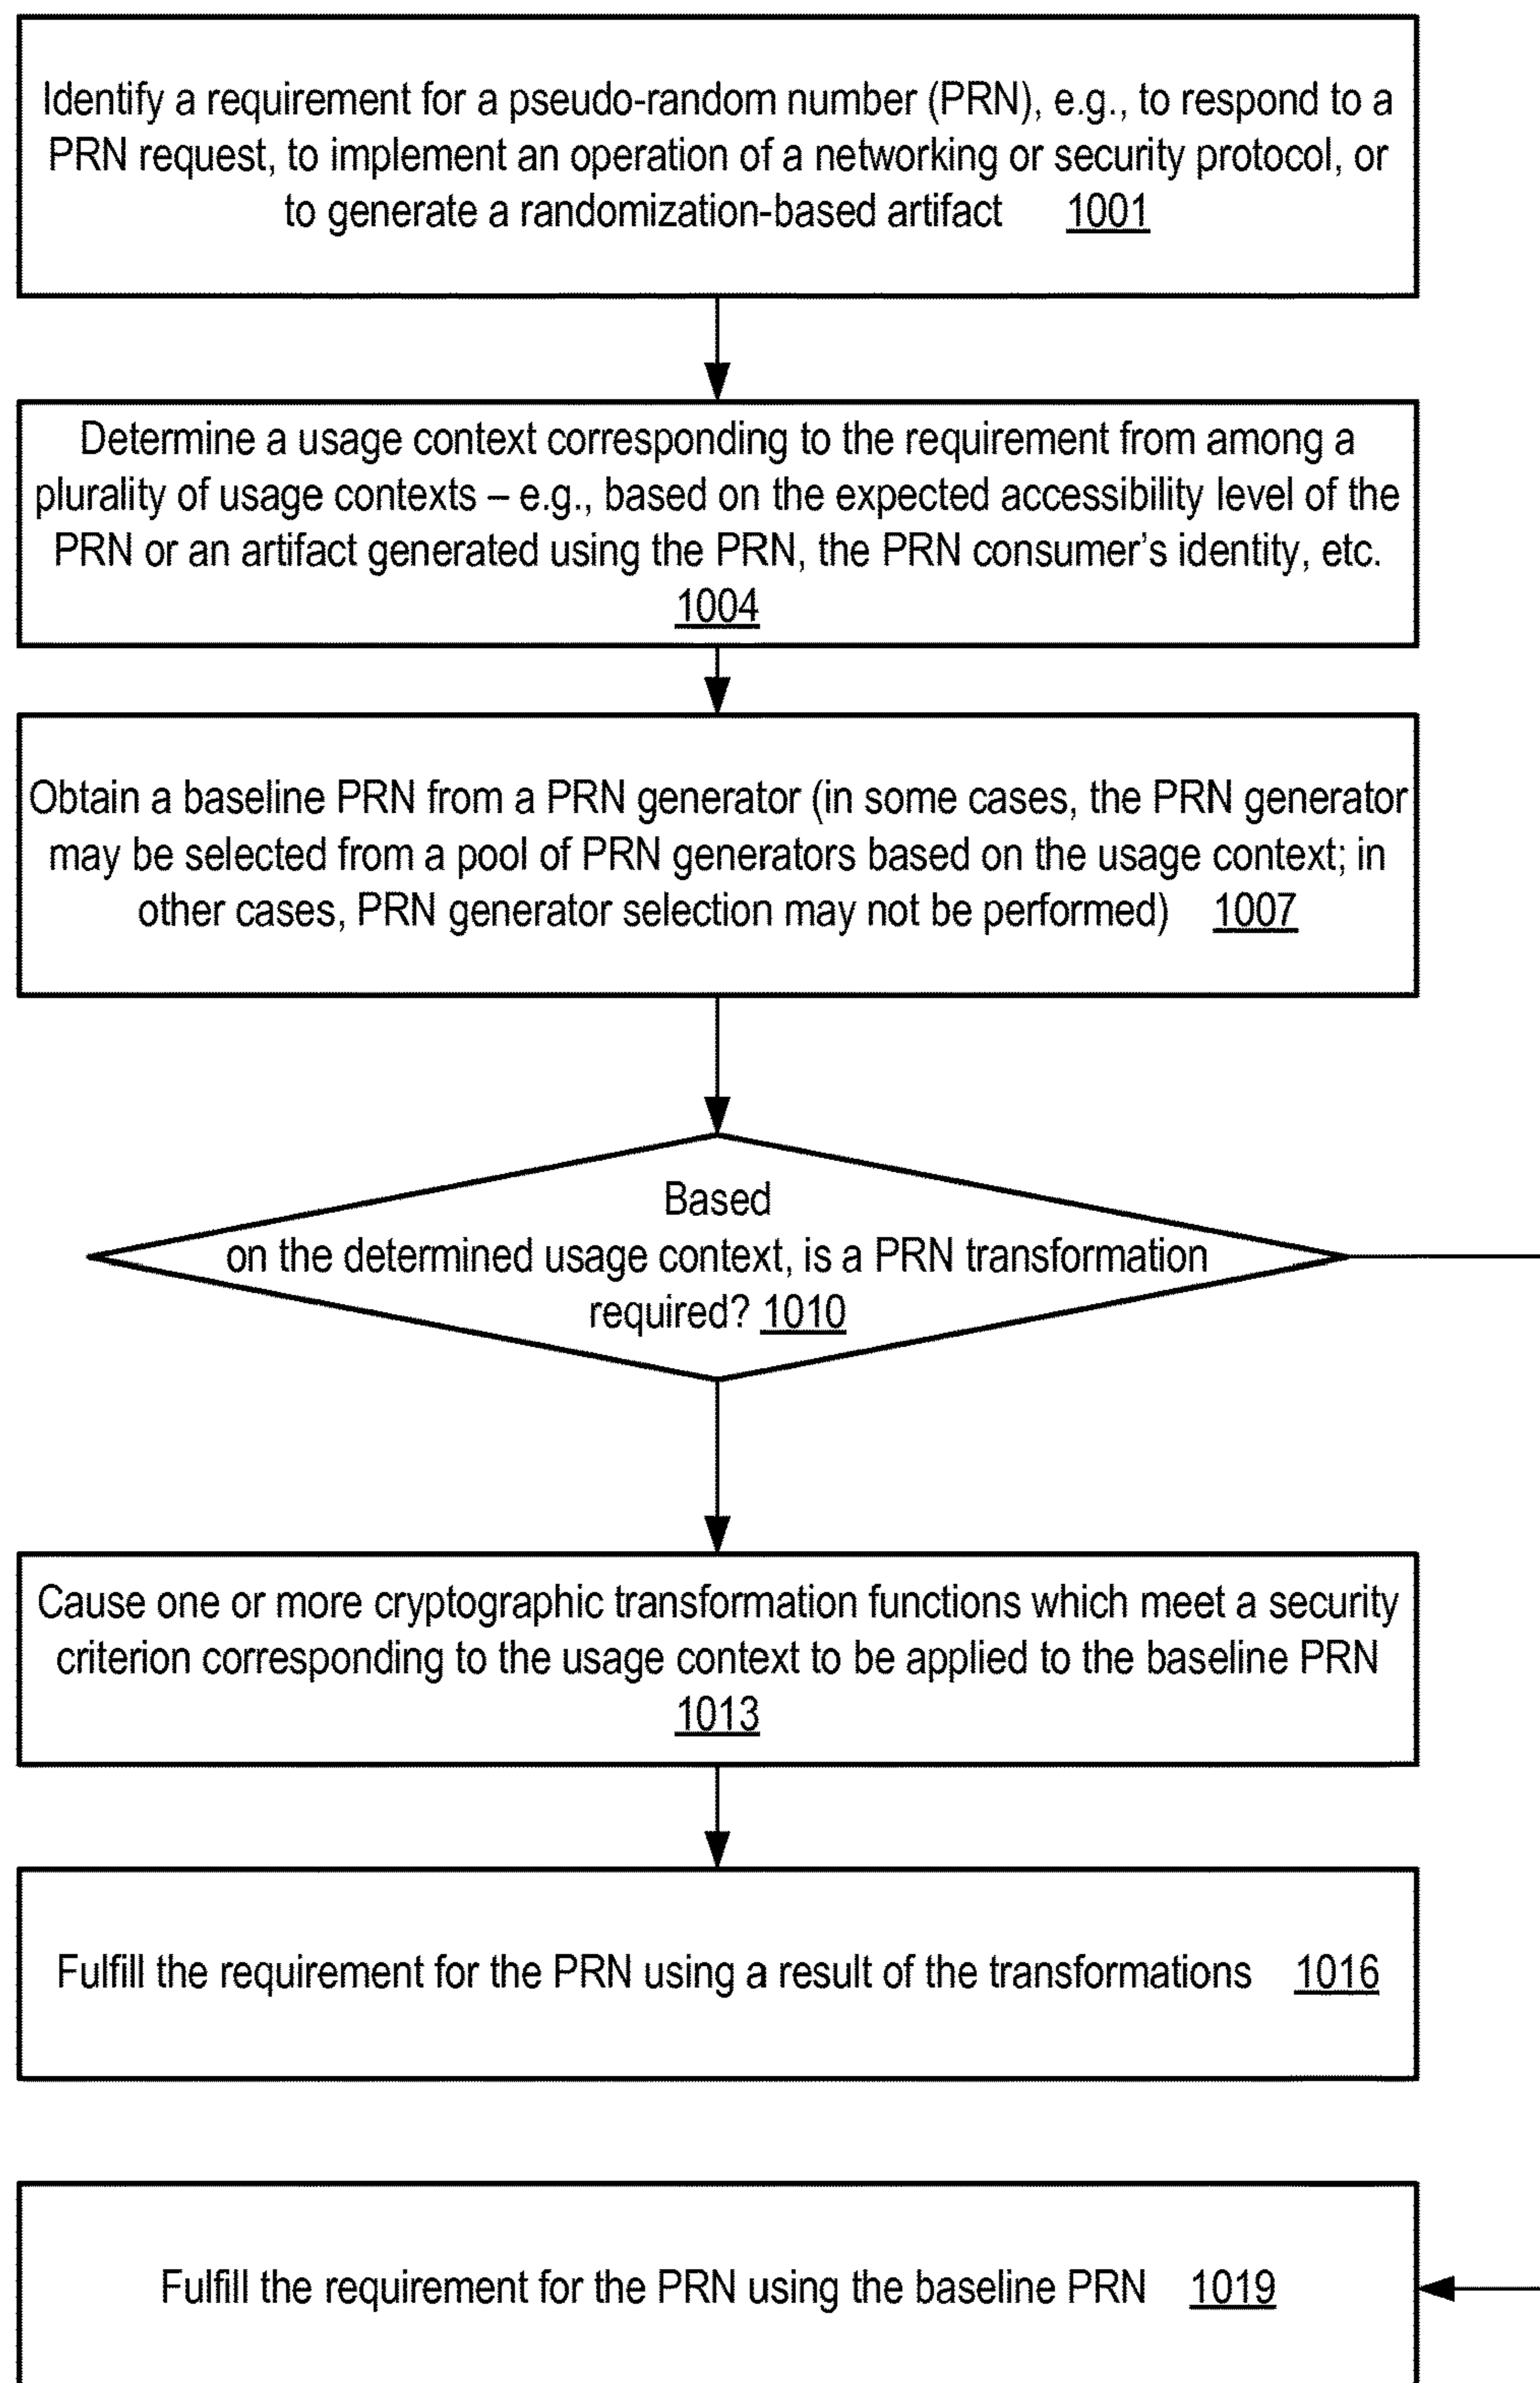 Identify a requirement for a pseudo-random number (PRN), e.g., to respond to a
PRN request, to implement an operation of a networking or security protocol, or
to generate a randomization-based artifact 1001
Determine a usage context corresponding to the requirement from among a
plurality of usage contexts – e.g., based on the expected accessibility level of the
PRN or an artifact generated using the PRN, the PRN consumer's identity, etc.
1004
Obtain a baseline PRN from a PRN generator (in some cases, the PRN generator
may be selected from a pool of PRN generators based on the usage context; in
other cases, PRN generator selection may not be performed) 1007
Based
on the determined usage context, is a PRN transformation
required? 1010
Cause one or more cryptographic transformation functions which meet a security
criterion corresponding to the usage context to be applied to the baseline PRN
1013
Fulfill the requirement for the PRN using a result of the transformations 1016
Fulfill the requirement for the PRN using the baseline PRN 1019